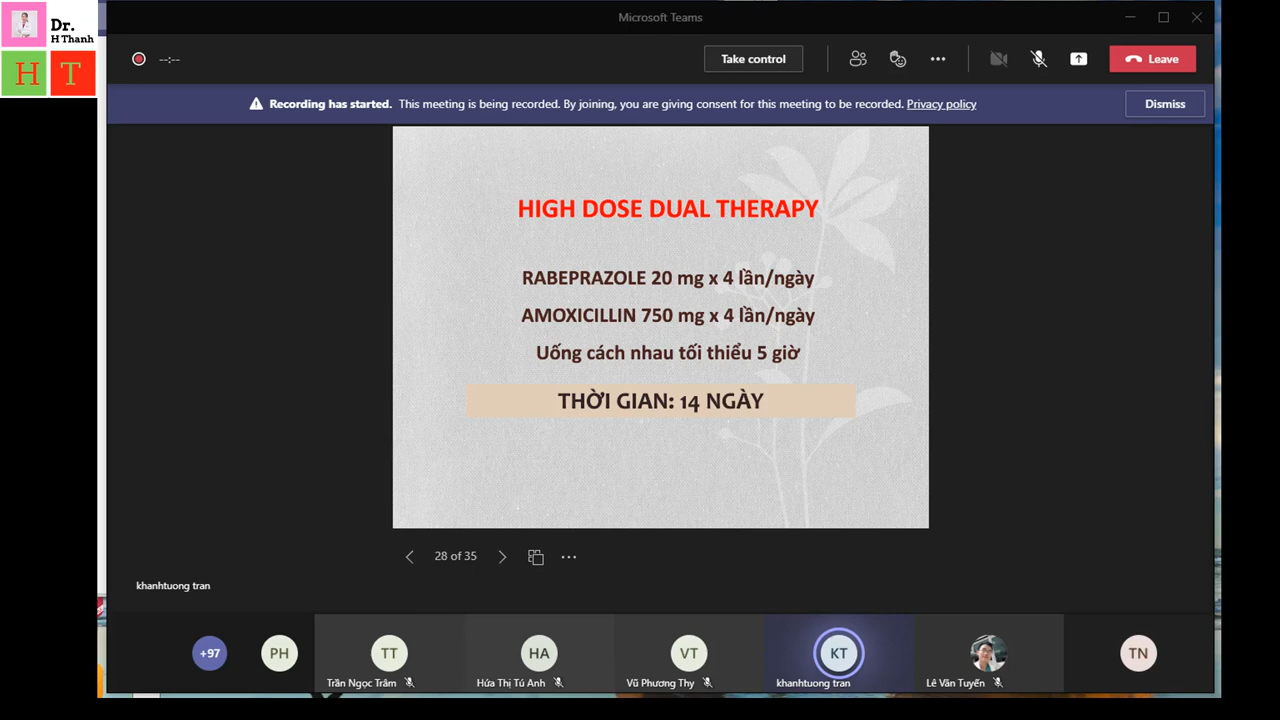 Dr.
H Thanh
H T
Microsoft Teams
--:--
Take control
Leave
Recording has started. This meeting is being recorded. By joining, you are giving consent for this meeting to be recorded. Privacy policy
Dismiss
HIGH DOSE DUAL THERAPY
RABEPRAZOLE 20 mg x 4 lần/ngày
AMOXICILLIN 750 mg x 4 lần/ngày
Uống cách nhau tối thiểu 5 giờ
THỜI GIAN: 14 NGÀY
28 of 35
khanhtuong tran
+97
PH
TT
HA
VT
KT
TN
Trần Ngọc Trâm
Hứa Thị Tú Anh
Vũ Phương Thy
khanhtuong tran
Lê Văn Tuyến